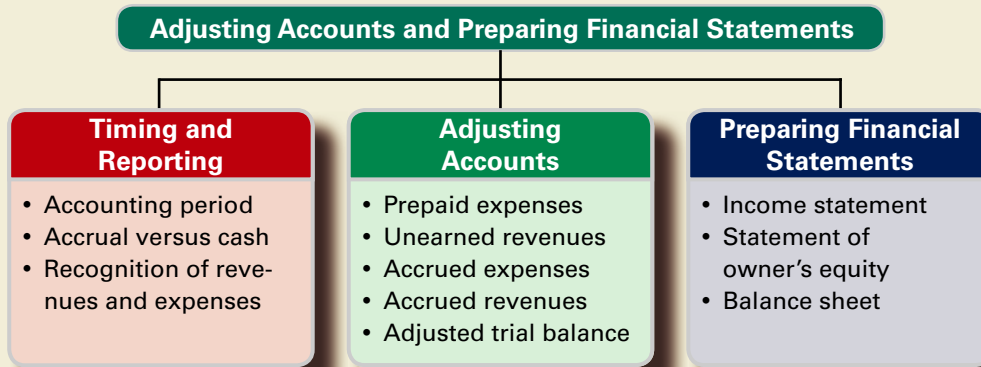 Adjusting Accounts and Preparing Financial Statements
Timing and
Reporting
• Accounting period
• Accrual versus cash
• Recognition of reve-
nues and expenses
Adjusting
Accounts
• Prepaid expenses
• Unearned revenues
• Accrued expenses
• Accrued revenues
• Adjusted trial balance
Preparing Financial
Statements
• Income statement
• Statement of
owner’s equity
• Balance sheet